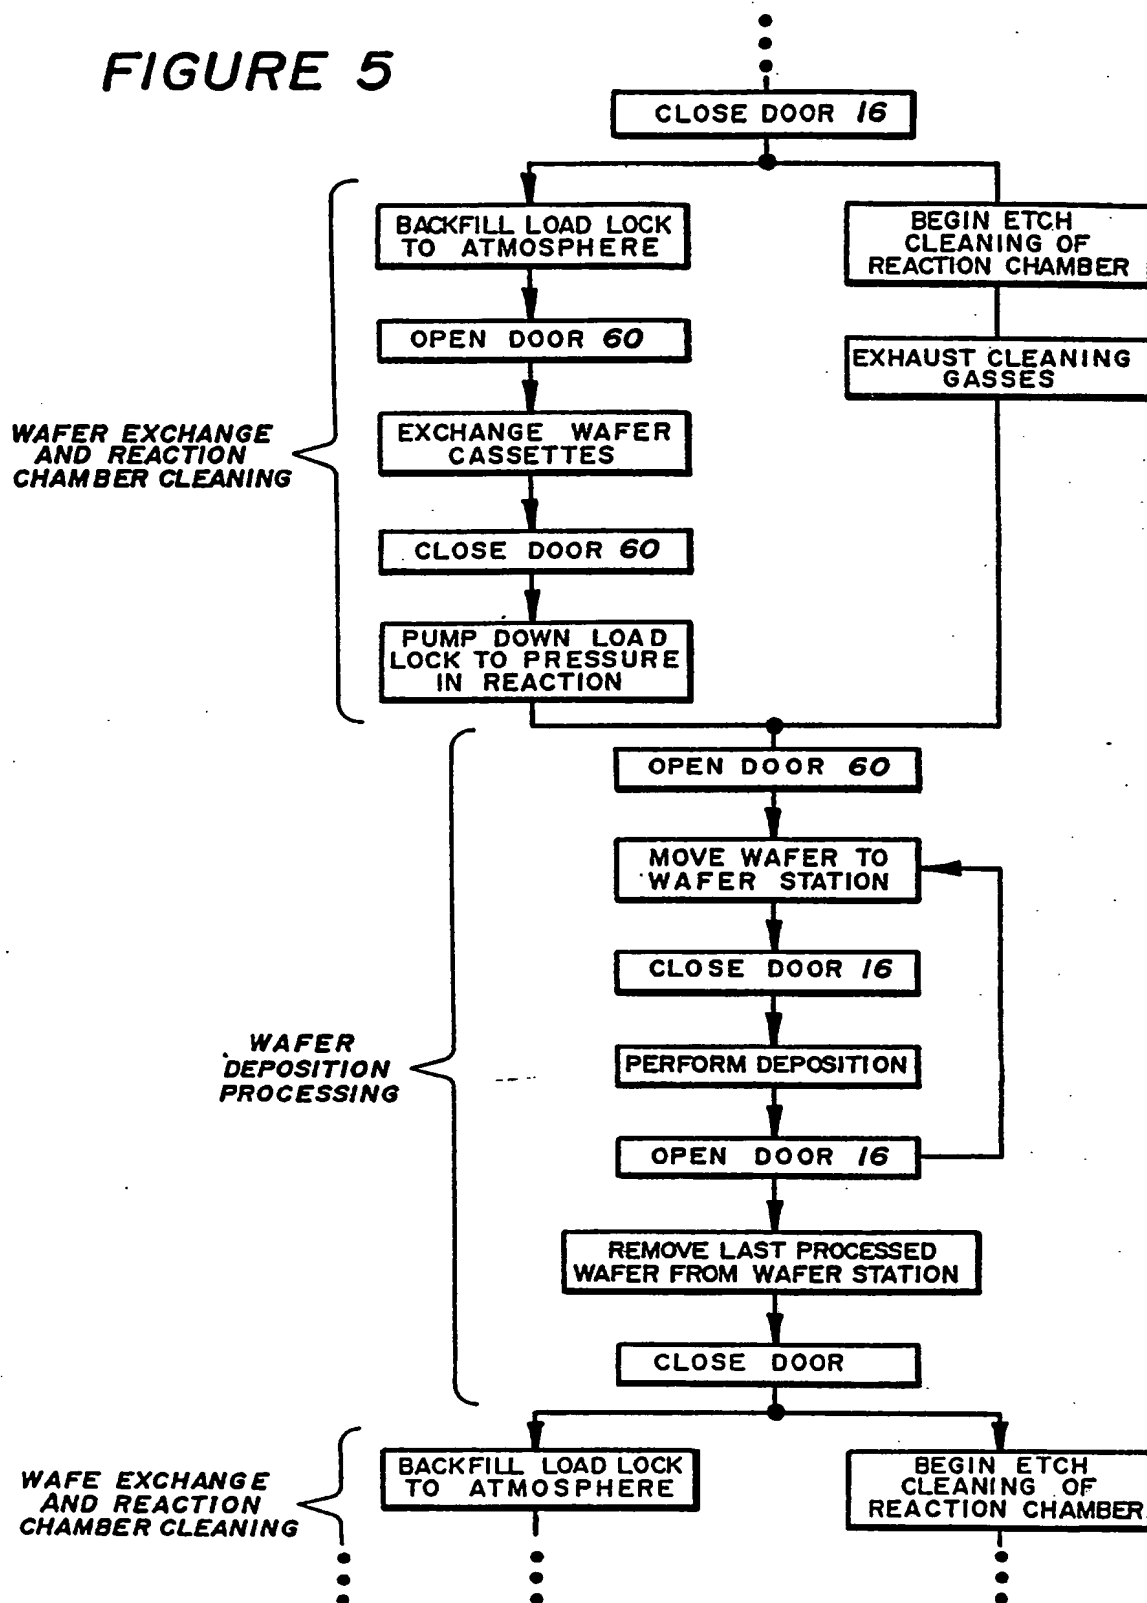 FIGURE 5
CLOSE DOOR 16
BACKFILL LOAD LOCK
TO ATMOSPHERE
BEGIN ETCH
CLEANING OF
REACTION CHAMBER
OPEN DOOR 60
EXHAUST CLEANING
GASSES
EXCHANGE WAFER
CASSETTES
WAFER EXCHANGE
AND REACTION
CHAMBER CLEANING
CLOSE DOOR 60
PUMP DOWN LOAD
LOCK TO PRESSURE
IN REACTION
OPEN DOOR 60
MOVE WAFER TO
WAFER STATION
CLOSE DOOR 16
WAFER
DEPOSITION
PROCESSING
PERFORM DEPOSITION
OPEN DOOR 16
REMOVE LAST PROCESSED
WAFER FROM WAFER STATION
CLOSE DOOR
BACKFILL LOAD LOCK
TO ATMOSPHERE
BEGIN ETCH
CLEANING OF
REACTION CHAMBER
WAFE EXCHANGE
AND REACTION
CHAMBER CLEANING